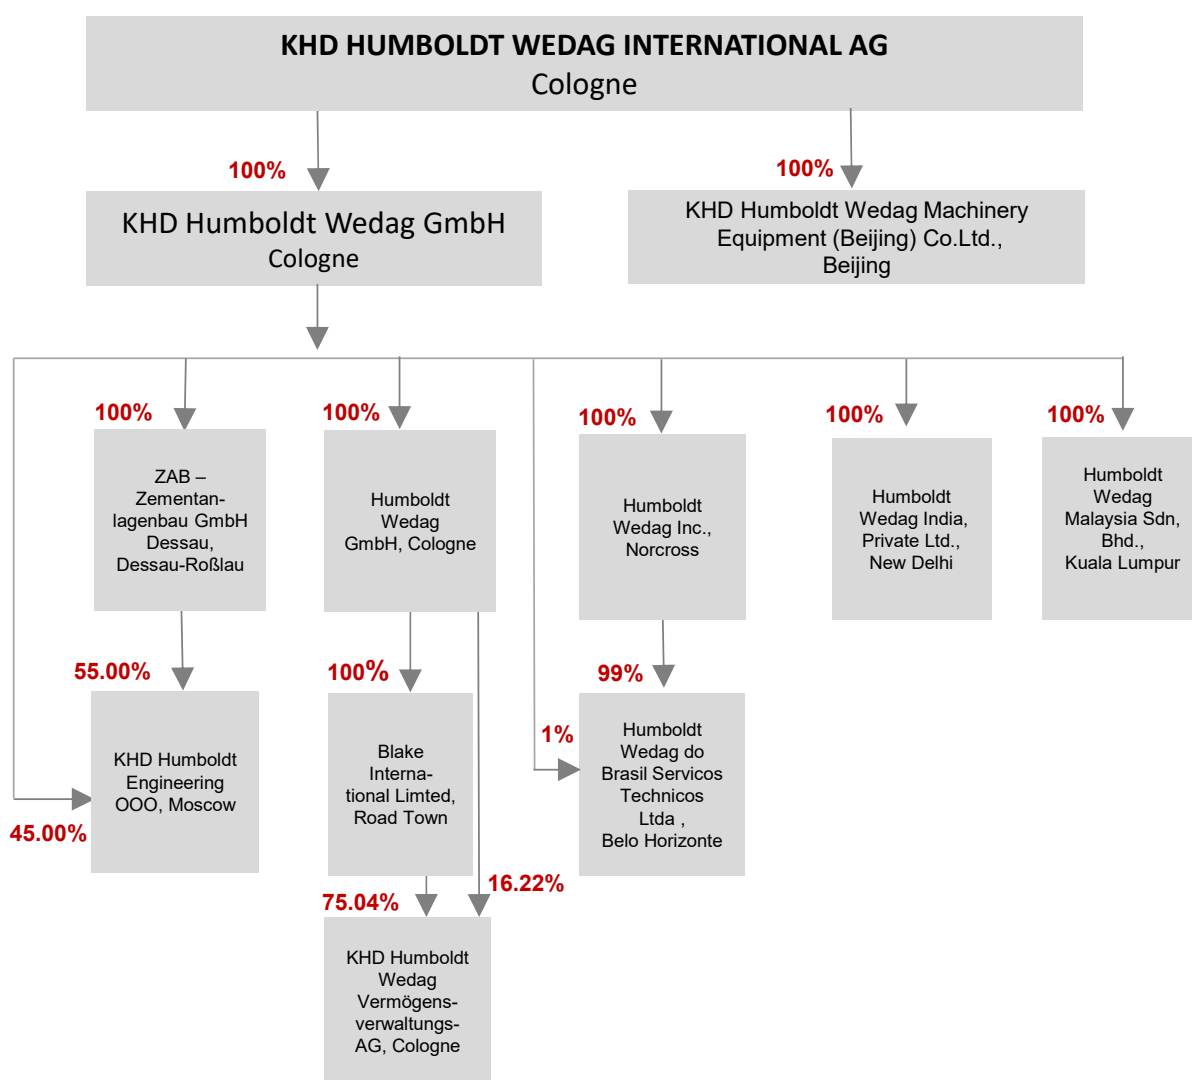 KHD HUMBOLDT WEDAG INTERNATIONAL AG
Cologne
100%
100%
KHD Humboldt Wedag GmbH
Cologne
KHD Humboldt Wedag Machinery
Equipment (Beijing) Co.Ltd.,
Beijing
100%
100%
100%
100%
100%
ZAB –
Zementan-
lagenbau GmbH
Dessau,
Dessau-Roßlau
Humboldt
Wedag
GmbH, Cologne
Humboldt
Wedag Inc.,
Norcross
Humboldt
Wedag India,
Private Ltd.,
New Delhi
Humboldt
Wedag
Malaysia Sdn,
Bhd.,
Kuala Lumpur
55.00%
100%
99%
1%
45.00%
KHD Humboldt
Engineering
OOO, Moscow
Blake
Interna-
tional Limted,
Road Town
Humboldt
Wedag do
Brasil Servicos
Technicos
Ltda ,
Belo Horizonte
75.04%
16.22%
KHD Humboldt
Wedag
Vermögens-
verwaltungs-
AG, Cologne